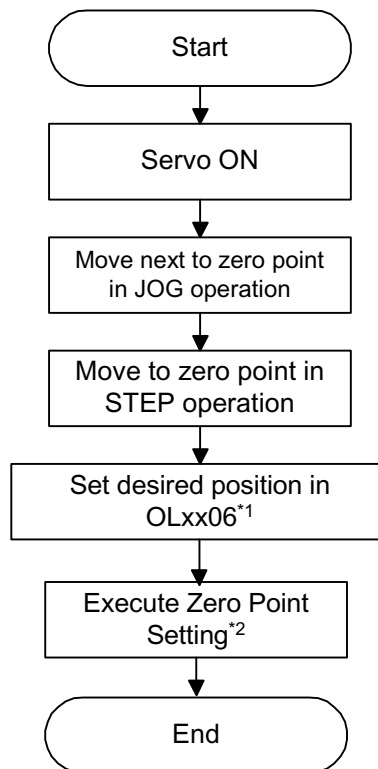 Start
Servo ON
Move next to zero point
in JOG operation
Move to zero point in
STEP operation
Set desired position in
OLxx06*1
Execute Zero Point
Setting*2
End